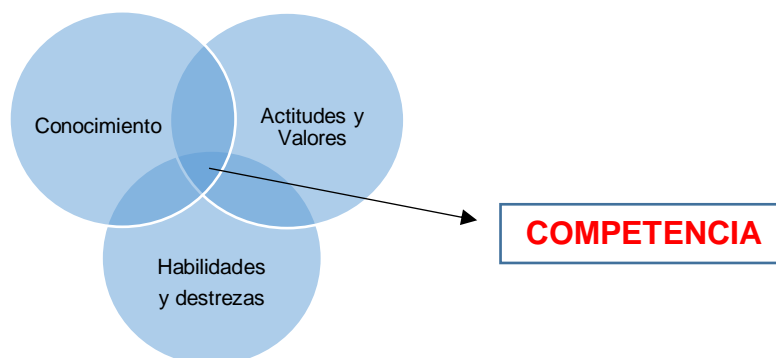 Conocimiento
Actitudes y
Valores
COMPETENCIA
Habilidades
y destrezas